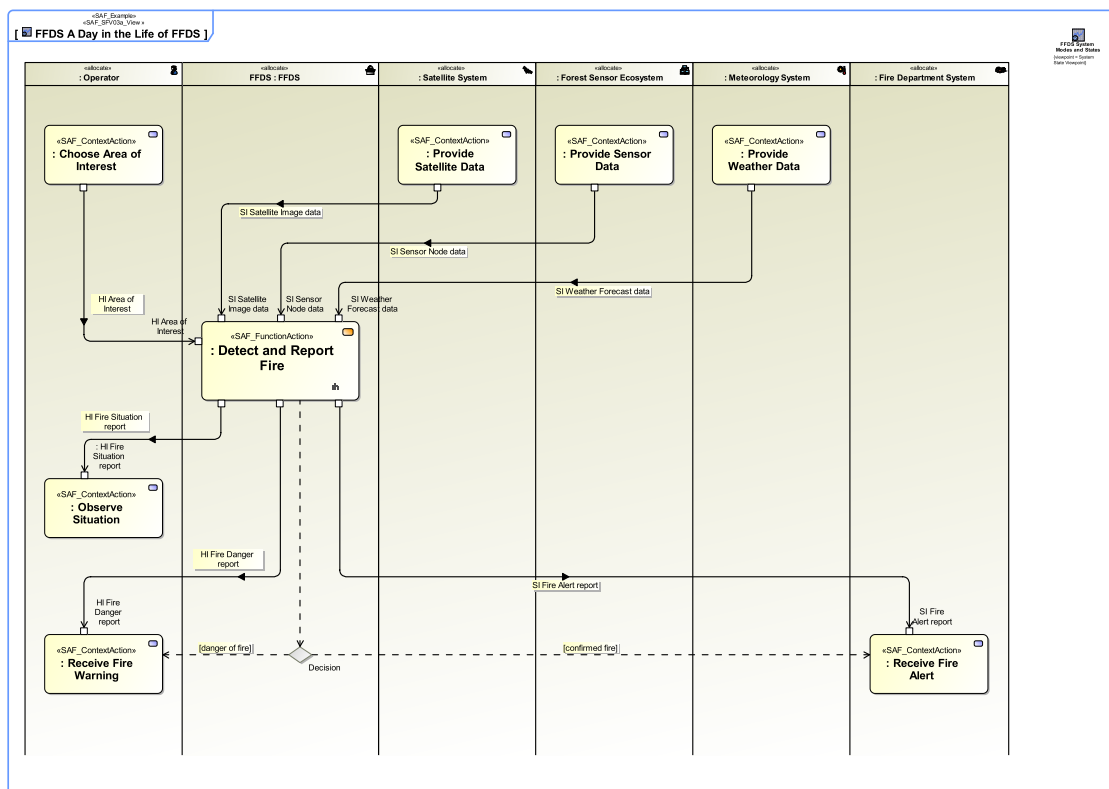 «SAF_Example»
«SAF_SFV03a_View »
[ FFDS A Day in the Life of FFDS ]
FFDS System
Modes and States
[viewpoint = System
State Viewpoint]
«allocate»
: Operator
«allocate»
FFDS : FFDS
«allocate»
: Satellite System
«allocate»
: Forest Sensor Ecosystem
«allocate»
: Meteorology System
«allocate»
: Fire Department System
«SAF_ContextAction»
: Choose Area of
Interest
«SAF_ContextAction»
: Provide
Satellite Data
«SAF_ContextAction»
: Provide Sensor
Data
«SAF_ContextAction»
: Provide
Weather Data
SI Satellite Image data
SI Sensor Node data
SI Weather Forecast data
HI Area of
Interest
HI Area of
Interest
SI Satellite
Image data
SI Sensor
Node data
SI Weather
Forecast data
«SAF_FunctionAction»
: Detect and Report
Fire
HI Fire Situation
report
: HI Fire
Situation
report
«SAF_ContextAction»
: Observe
Situation
HI Fire Danger
report
SI Fire Alert report
HI Fire
Danger
report
SI Fire
Alert report
«SAF_ContextAction»
: Receive Fire
Warning
[danger of fire]
Decision
[confirmed fire]
«SAF_ContextAction»
: Receive Fire
Alert